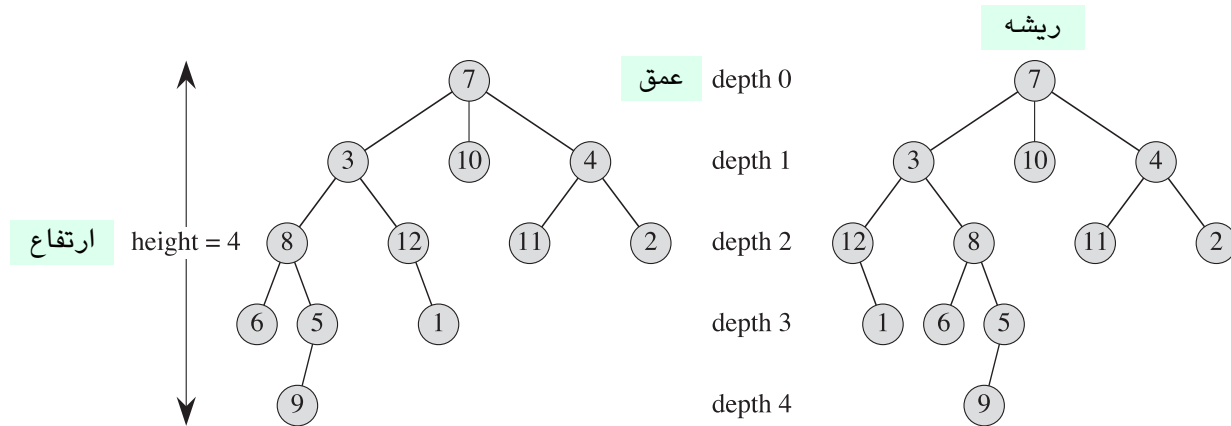 ریشه
7 عمق depth 0 7
3 10 4 depth 1 3 10 4
ارتفاع height = 4 8 12 11 2 depth 2 12 8 11 2
6 5 1 depth 3 1 6 5
9 depth 4 9